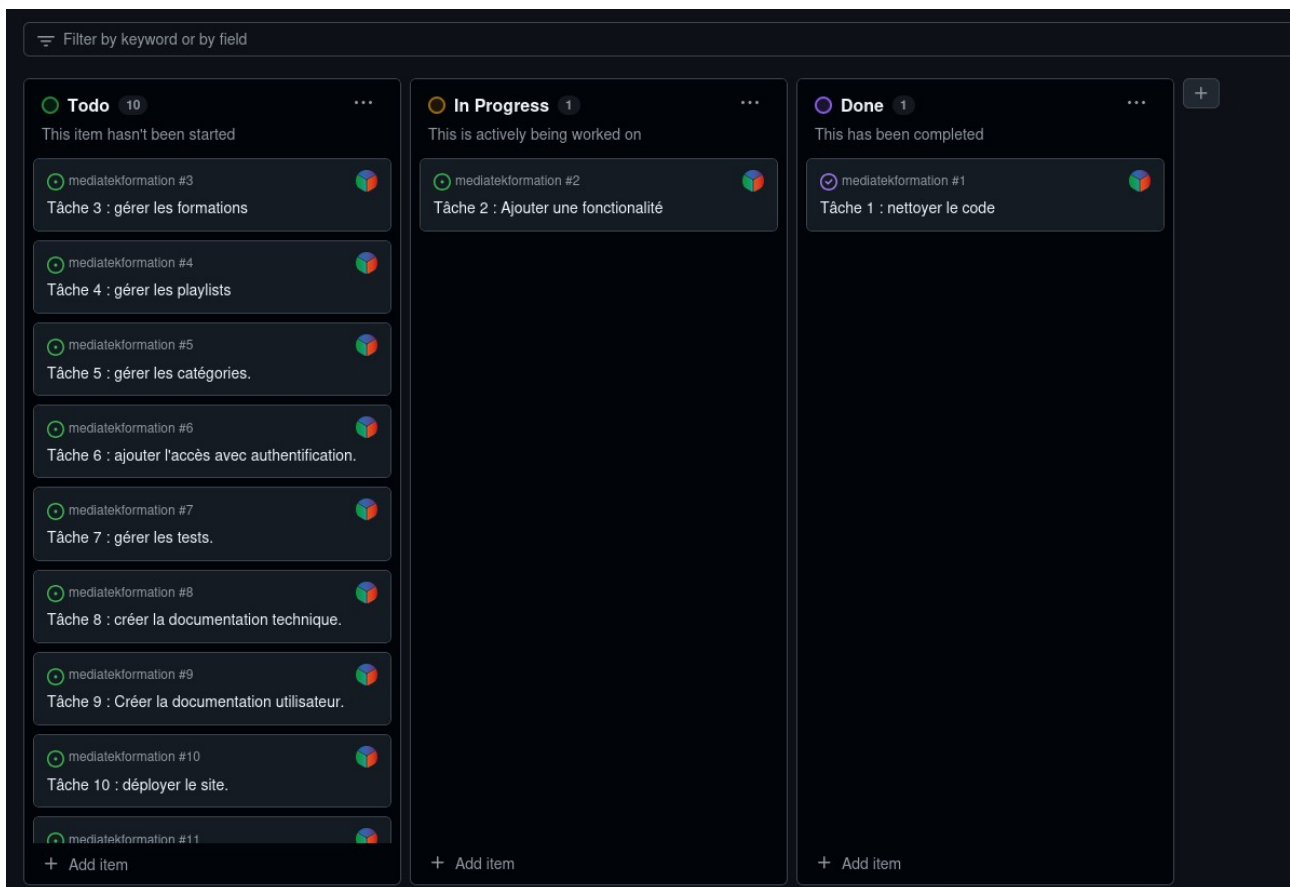 Filter by keyword or by field
Todo 10
This item hasn't been started
mediatekformation #3
Tâche 3 : gérer les formations
mediatekformation #4
Tâche 4 : gérer les playlists
mediatekformation #5
Tâche 5 : gérer les catégories.
mediatekformation #6
Tâche 6 : ajouter l'accès avec authentification.
mediatekformation #7
Tâche 7 : gérer les tests.
mediatekformation #8
Tâche 8 : créer la documentation technique.
mediatekformation #9
Tâche 9 : Créer la documentation utilisateur.
mediatekformation #10
Tâche 10 : déployer le site.
mediatekformation #11
+ Add item
In Progress 1
This is actively being worked on
mediatekformation #2
Tâche 2 : Ajouter une fonctionalité
+ Add item
Done 1
This has been completed
mediatekformation #1
Tâche 1 : nettoyer le code
+ Add item